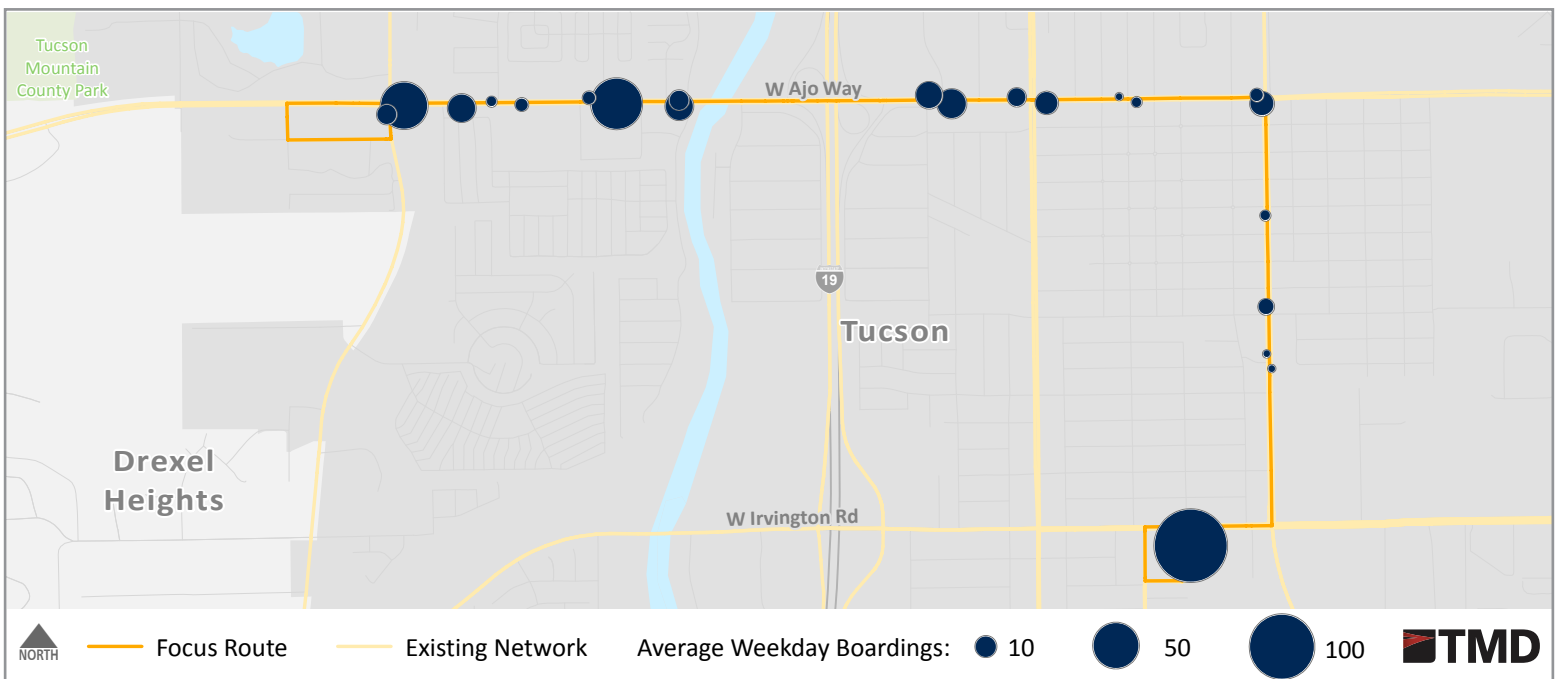 Tucson
Mountain
County Park
W Ajo Way
19
Tucson
Drexel
Heights
W Irvington Rd
NORTH
Focus Route
Existing Network
Average Weekday Boardings:
10
50
100
TMD